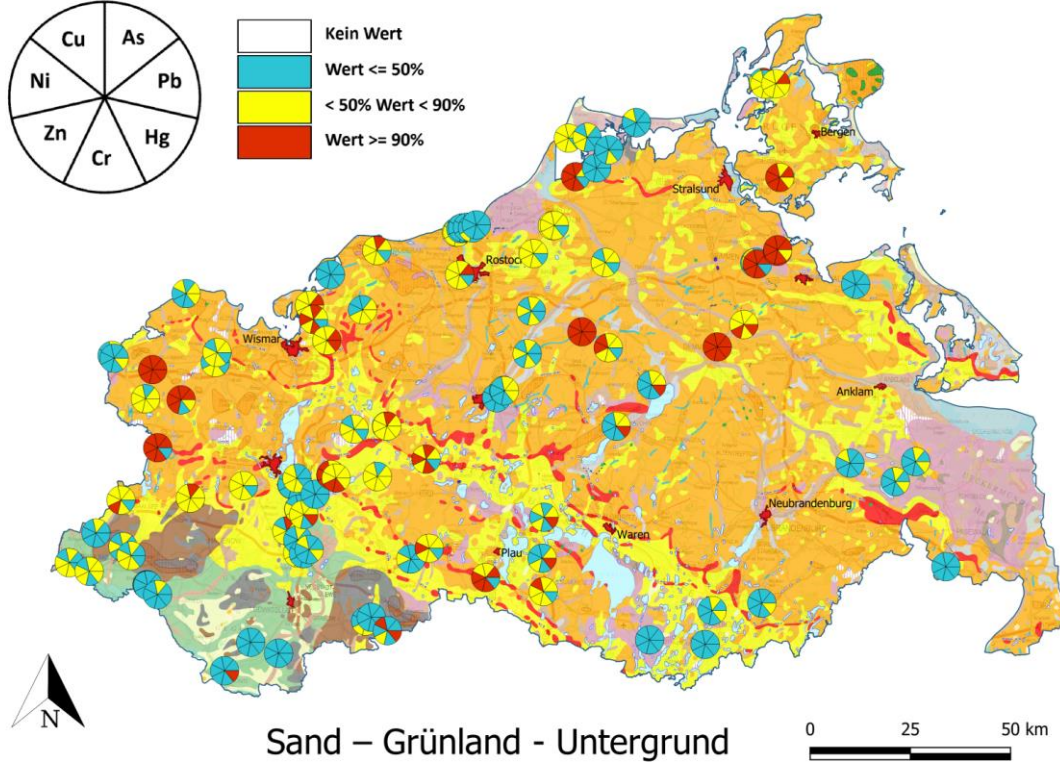 Cu
As
Ni
Pb
Zn
Hg
Cr
Kein Wert
Wert <= 50%
< 50% Wert < 90%
Wert >= 90%
Bergen
Stralsund
Rostoc
Wismar
Anklam
Neubrandenburg
Waren
Plau
N
Sand – Grünland - Untergrund
0 25 50 km